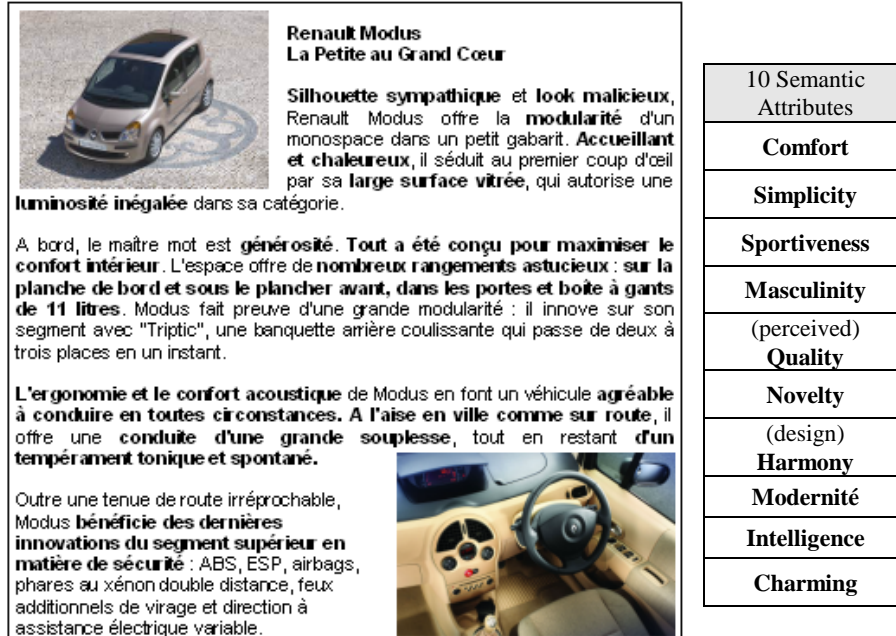 Renault Modus
La Petite au Grand Cœur
Silhouette sympathique et look malicieux,
Renault Modus offre la modularité d'un
monospace dans un petit gabarit. Accueillant
et chaleureux, il séduit au premier coup d'œil
par sa large surface vitrée, qui autorise une
luminosité inégalée dans sa catégorie.
A bord, le maître mot est générosité. Tout a été conçu pour maximiser le
confort intérieur. L'espace offre de nombreux rangements astucieux : sur la
planche de bord et sous le plancher avant, dans les portes et boite à gants
de 11 litres. Modus fait preuve d'une grande modularité : il innove sur son
segment avec "Triptic", une banquette arrière coulissante qui passe de deux à
trois places en un instant.
L'ergonomie et le confort acoustique de Modus en font un véhicule agréable
à conduire en toutes circonstances. A l'aise en ville comme sur route, il
offre une conduite d'une grande souplesse, tout en restant d'un
tempérament tonique et spontané.
Outre une tenue de route irréprochable,
Modus bénéficie des dernières
innovations du segment supérieur en
matière de sécurité : ABS, ESP, airbags,
phares au xénon double distance, feux
additionnels de virage et direction à
assistance électrique variable.
10 Semantic
Attributes
Comfort
Simplicity
Sportiveness
Masculinity
(perceived)
Quality
Novelty
(design)
Harmony
Modernité
Intelligence
Charming